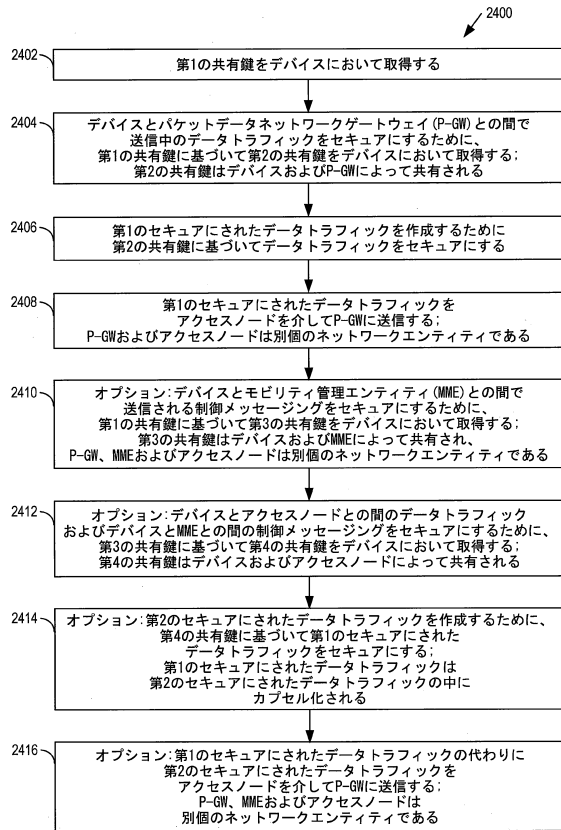 2400
2402
第1の共有鍵をデバイスにおいて取得する
2404
デバイスとパケットデータネットワークゲートウェイ(P-GW)との間で
送信中のデータトラフィックをセキュアにするために、
第1の共有鍵に基づいて第2の共有鍵をデバイスにおいて取得する;
第2の共有鍵はデバイスおよびP-GWによって共有される
2406
第1のセキュアにされたデータトラフィックを作成するために
第2の共有鍵に基づいてデータトラフィックをセキュアにする
2408
第1のセキュアにされたデータトラフィックを
アクセスノードを介してP-GWに送信する;
P-GWおよびアクセスノードは別個のネットワークエンティティである
2410
オプション:デバイスとモビリティ管理エンティティ(MME)との間で
送信される制御メッセージングをセキュアにするために、
第1の共有鍵に基づいて第3の共有鍵をデバイスにおいて取得する;
第3の共有鍵はデバイスおよびMMEによって共有され、
P-GW、MMEおよびアクセスノードは別個のネットワークエンティティである
2412
オプション:デバイスとアクセスノードとの間のデータトラフィック
およびデバイスとMMEとの間の制御メッセージングをセキュアにするために、
第3の共有鍵に基づいて第4の共有鍵をデバイスにおいて取得する;
第4の共有鍵はデバイスおよびアクセスノードによって共有される
2414
オプション:第2のセキュアにされたデータトラフィックを作成するために、
第4の共有鍵に基づいて第1のセキュアにされた
データトラフィックをセキュアにする;
第1のセキュアにされたデータトラフィックは
第2のセキュアにされたデータトラフィックの中に
カプセル化される
2416
オプション:第1のセキュアにされたデータトラフィックの代わりに
第2のセキュアにされたデータトラフィックを
アクセスノードを介してP-GWに送信する;
P-GW、MMEおよびアクセスノードは
別個のネットワークエンティティである